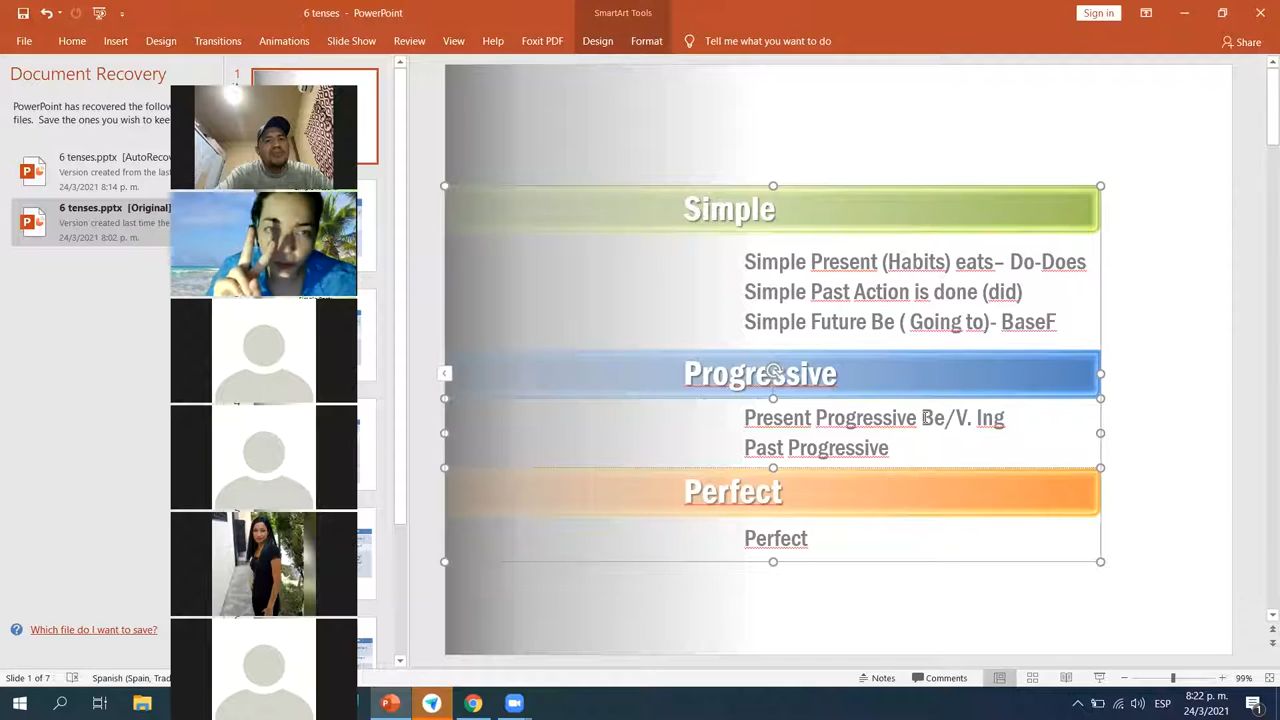 6 tenses - PowerPoint
SmartArt Tools
Sign in
File Home Insert Draw Design Transitions Animations Slide Show Review View Help Foxit PDF Design Format Tell me what you want to do Share
Document Recovery
PowerPoint has recovered the follow
files. Save the ones you wish to kee
6 tenses.pptx [AutoRecov
Version created from the last
24/3/2021 8:14 p. m.
6 tenses.pptx [Original]
Version created last time the
24/3/2021 8:02 p. m.
Which file do I want to save?
1
Simple
Simple Present (Habits) eats– Do-Does
Simple Past Action is done (did)
Simple Future Be ( Going to)- BaseF
Progressive
Present Progressive Be/V. Ing
Past Progressive
Perfect
Perfect
Slide 1 of 7
Spanish (Spain, Trad
Notes Comments 99%
ESP
8:22 p. m.
24/3/2021
1